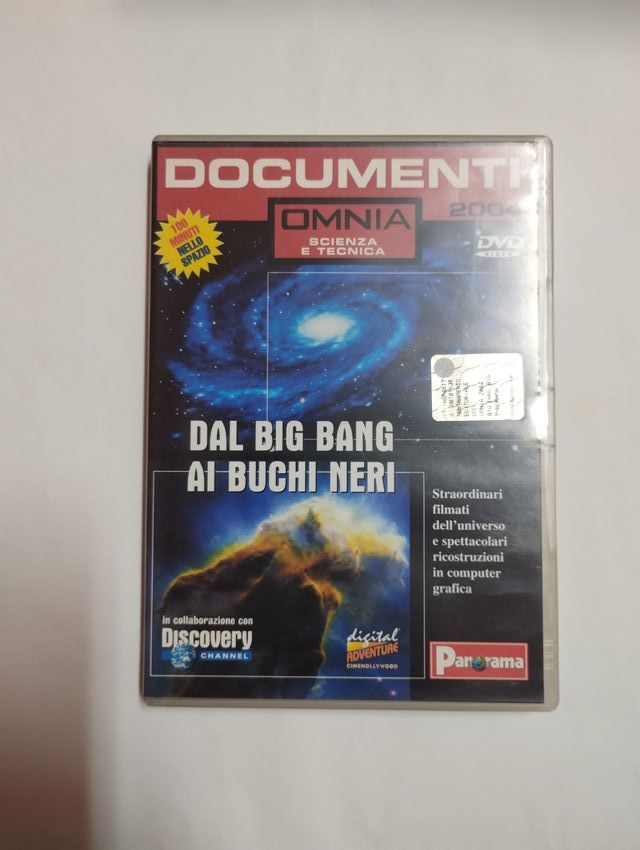 DOCUMENTI
OMNIA
2004
SCIENZA
E TECNICA
100
MINUTI
NELLO
SPAZIO
DVD
VIDEO
DAL BIG BANG
AI BUCHI NERI
Straordinari
filmati
dell'universo
e spettacolari
ricostruzioni
in computer
grafica
in collaborazione con
Discovery
CHANNEL
digital
ADVENTURE
CINEHOLLYWOOD
Panorama